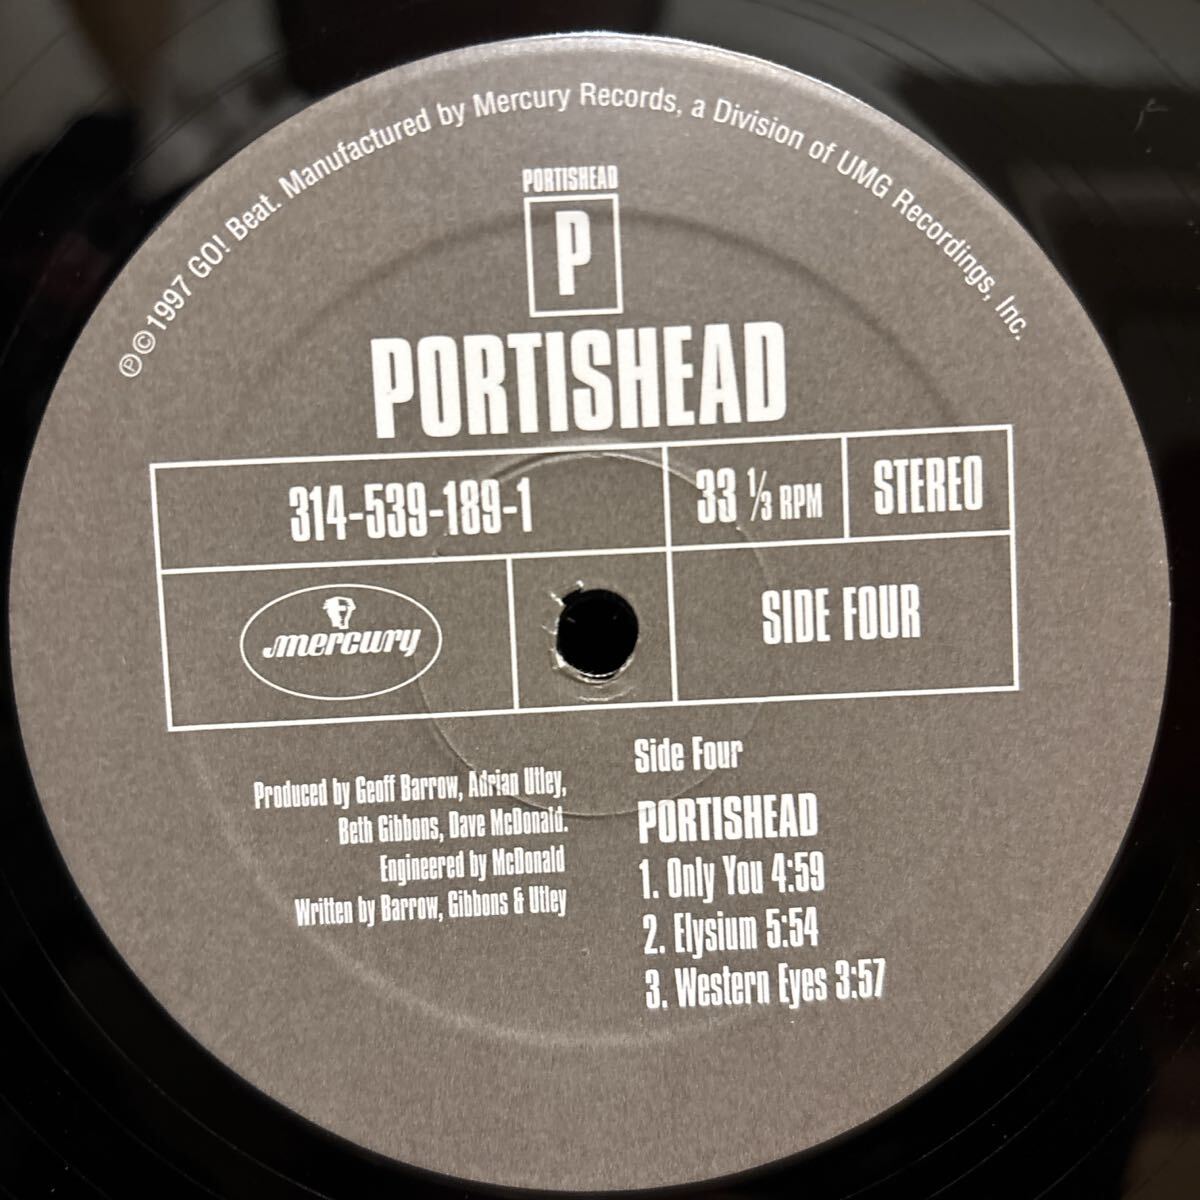 ℗©1997 GO! Beat. Manufactured by Mercury Records, a Division of UMG Recordings, Inc.
PORTISHEAD
P
PORTISHEAD
314-539-189-1
33 1/3 RPM
STEREO
mercury
SIDE FOUR
Produced by Geoff Barrow, Adrian Utley,
Beth Gibbons, Dave McDonald.
Engineered by McDonald
Written by Barrow, Gibbons & Utley
Side Four
PORTISHEAD
1. Only You 4:59
2. Elysium 5:54
3. Western Eyes 3:57